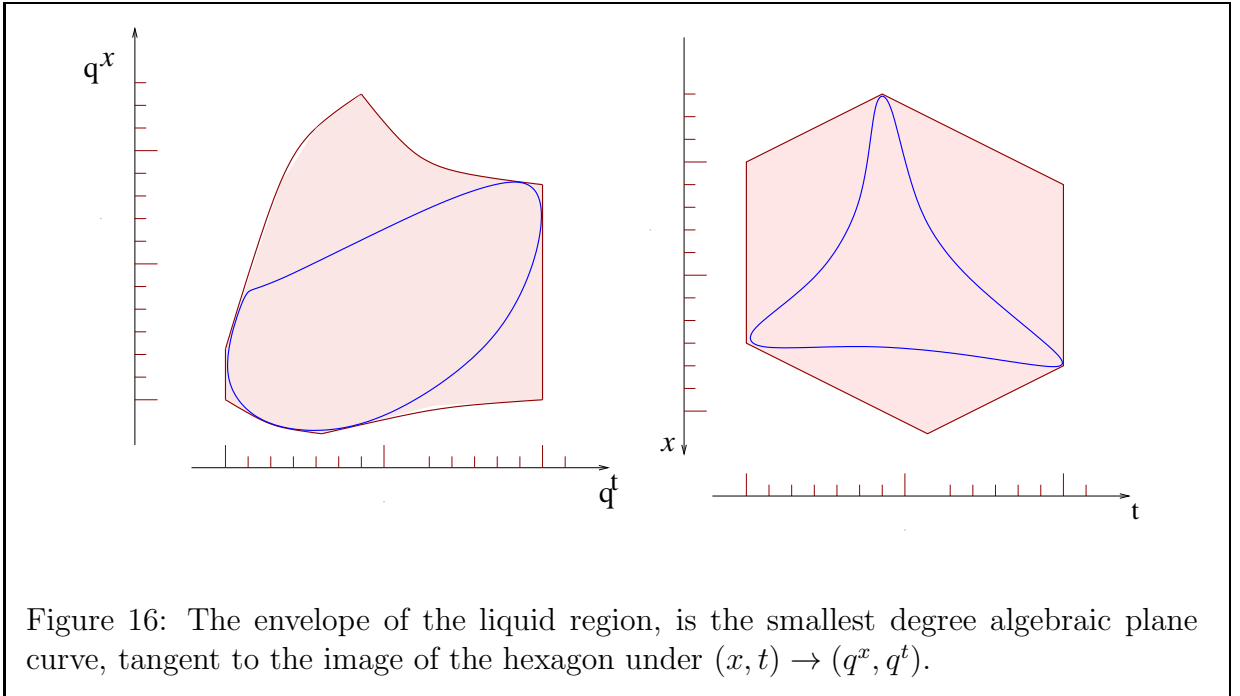 q^x
q^t
x
t
Figure 16: The envelope of the liquid region, is the smallest degree algebraic plane
curve, tangent to the image of the hexagon under (x, t) → (q^x, q^t).